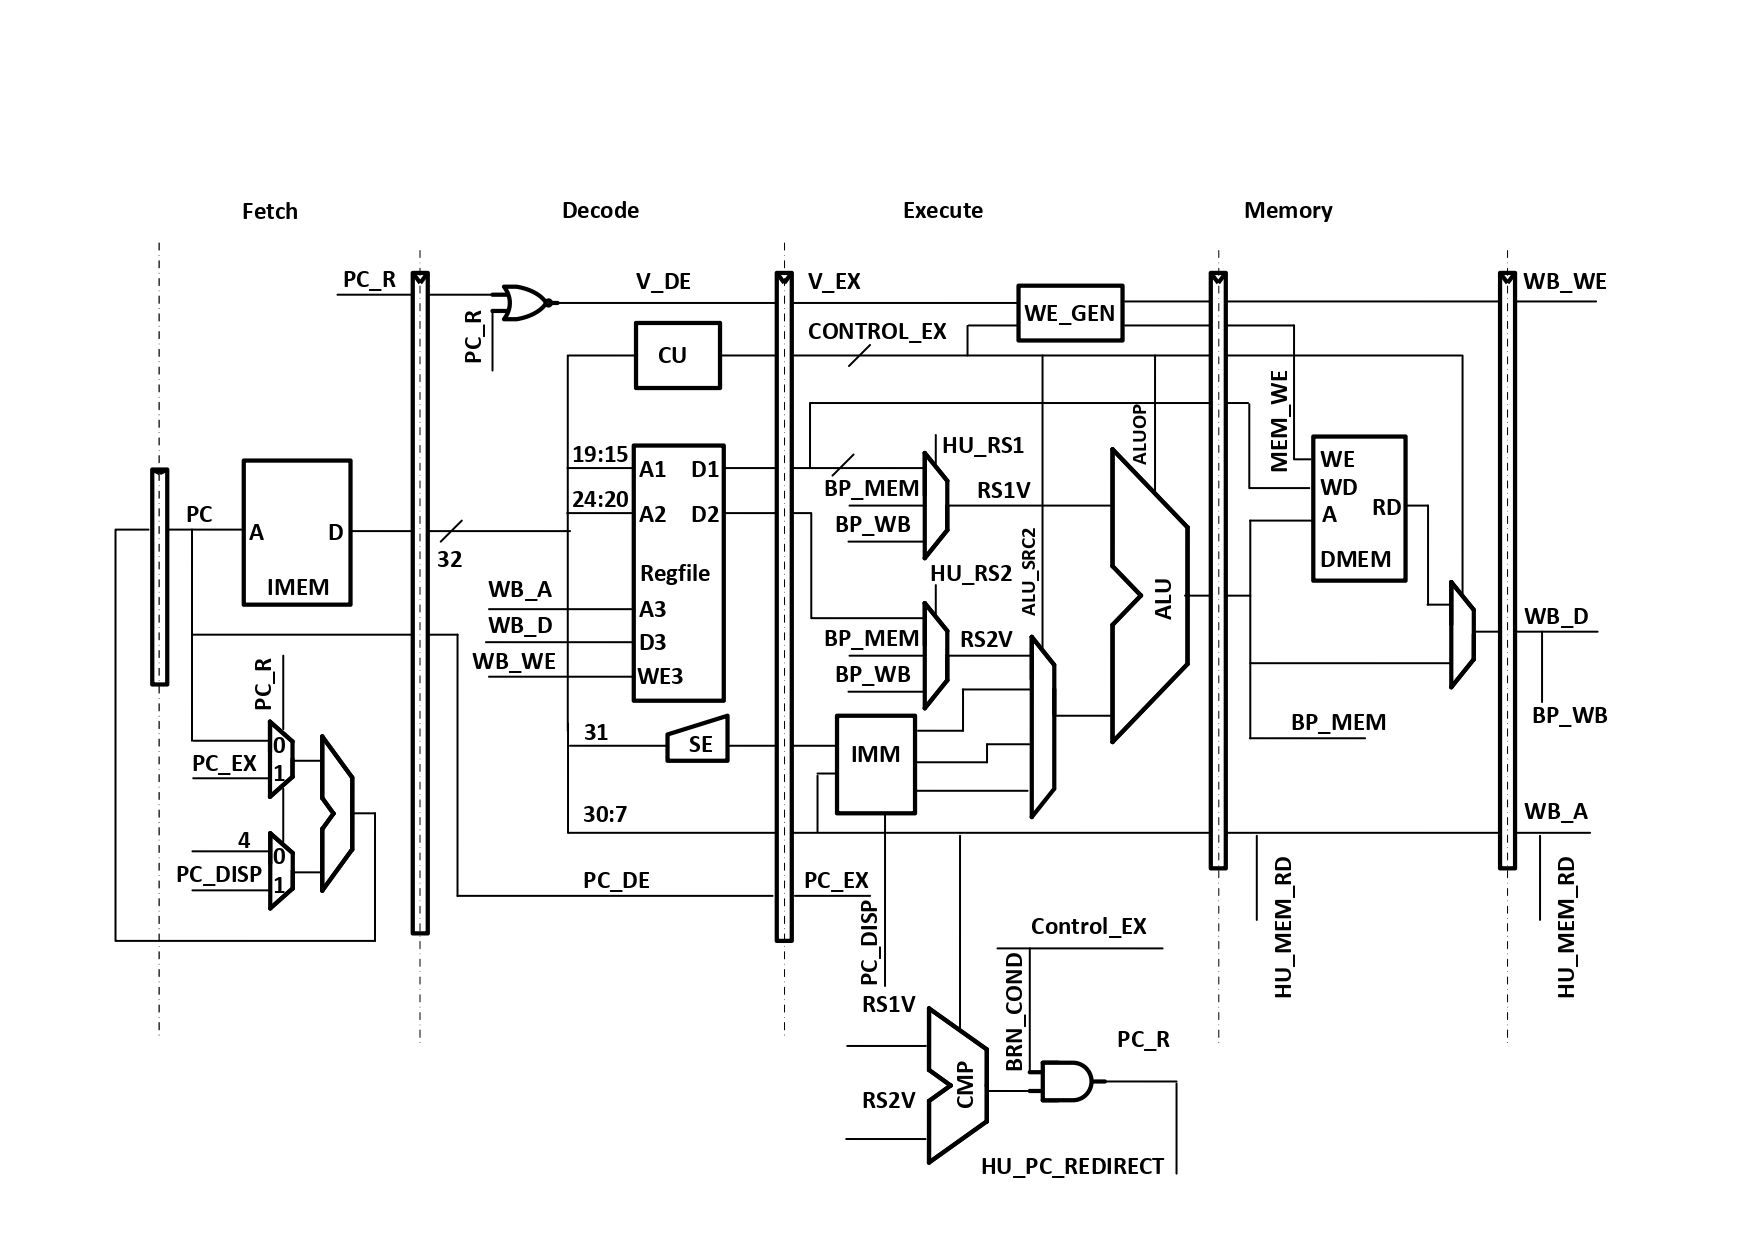 Fetch
Decode
Execute
Memory
PC_R
V_DE
V_EX
WB_WE
PC_R
CU
CONTROL_EX
WE_GEN
MEM_WE
ALUOP
19:15
24:20
A1
D1
A2
D2
Regfile
A3
D3
WE3
WB_A
WB_D
WB_WE
HU_RS1
BP_MEM
BP_WB
RS1V
HU_RS2
BP_MEM
BP_WB
RS2V
ALU_SRC2
ALU
WE
WD
A
RD
DMEM
PC
A
D
IMEM
32
WB_D
BP_WB
BP_MEM
PC_R
0
1
PC_EX
4
0
PC_DISP
1
31
SE
IMM
30:7
WB_A
PC_DE
PC_EX
PC_DISP
HU_MEM_RD
HU_MEM_RD
Control_EX
BRN_COND
RS1V
RS2V
CMP
PC_R
HU_PC_REDIRECT